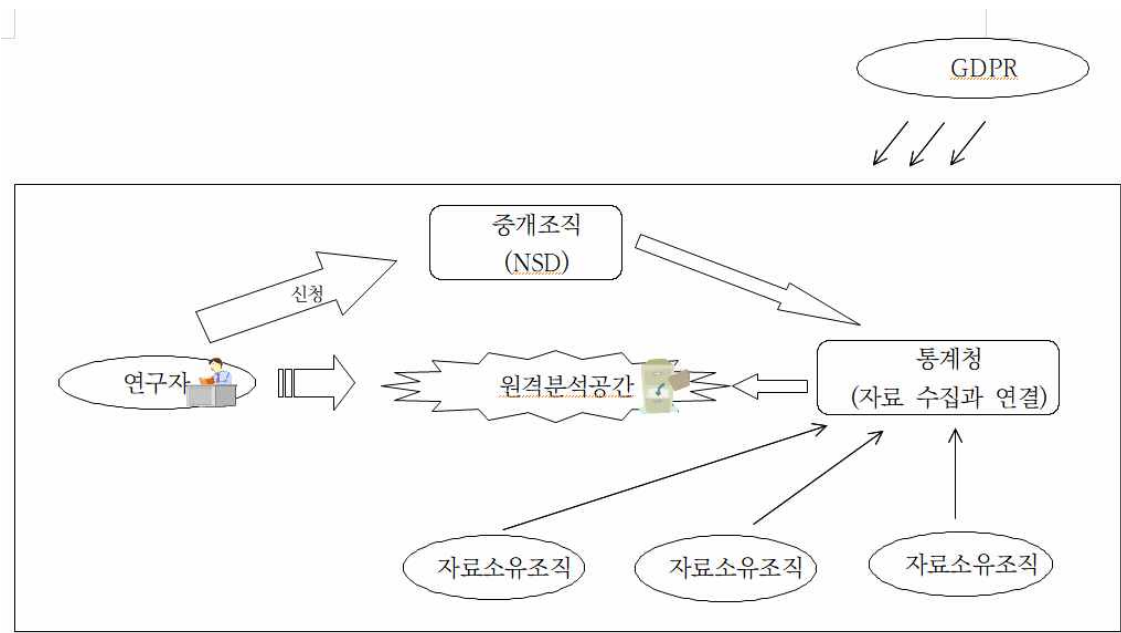 GDPR
중개조직
(NSD)
신청
연구자
원격분석공간
통계청
(자료 수집과 연결)
자료소유조직
자료소유조직
자료소유조직